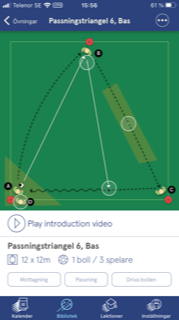 Telenor SE
15:56
61 %
Övningar
Passningstriangel 6, Bas
B
A
D
C
Play introduction video
Passningstriangel 6, Bas
12 x 12m
1 boll / 3 spelare
Mottagning
Passning
Driva bollen
Kalender
Bibliotek
Lektioner
Inställningar